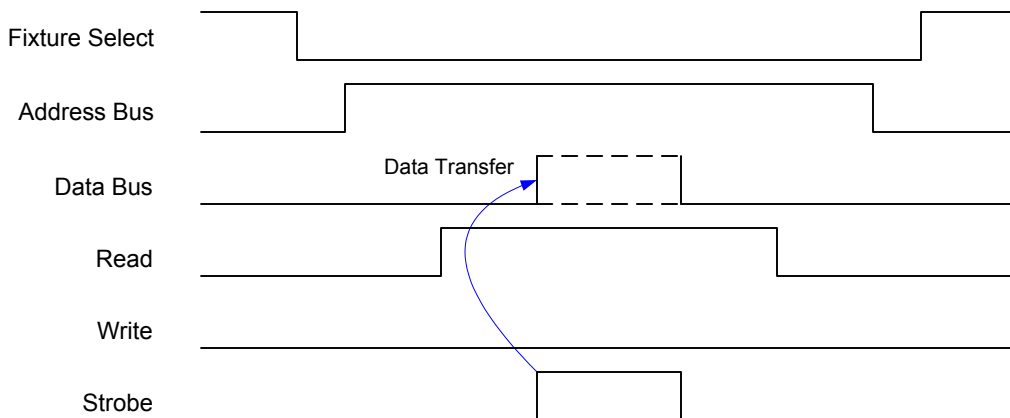 Fixture Select
Address Bus
Data Transfer
Data Bus
Read
Write
Strobe